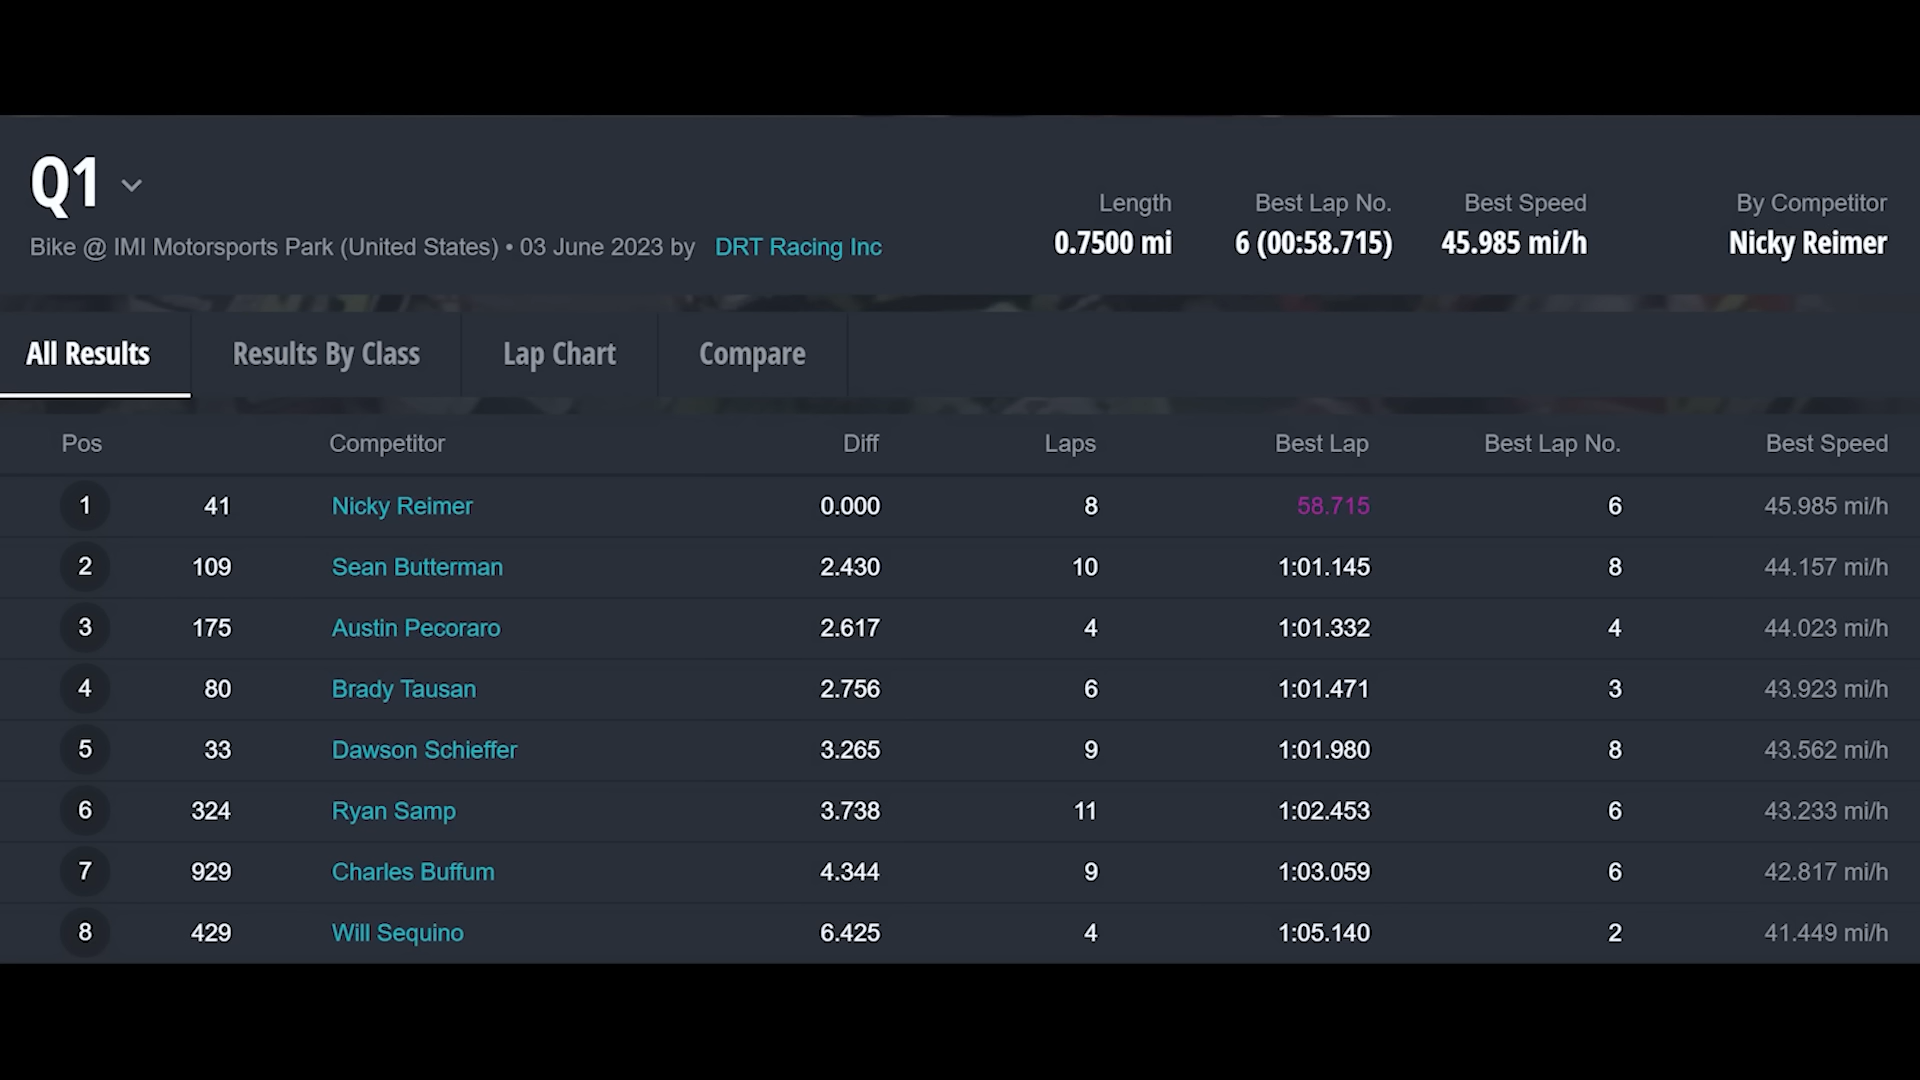 Q1
Length Best Lap No. Best Speed By Competitor
0.7500 mi 6 (00:58.715) 45.985 mi/h Nicky Reimer
Bike @ IMI Motorsports Park (United States) • 03 June 2023 by DRT Racing Inc
All Results Results By Class Lap Chart Compare
Pos Competitor Diff Laps Best Lap Best Lap No. Best Speed
1 41 Nicky Reimer 0.000 8 58.715 6 45.985 mi/h
2 109 Sean Butterman 2.430 10 1:01.145 8 44.157 mi/h
3 175 Austin Pecoraro 2.617 4 1:01.332 4 44.023 mi/h
4 80 Brady Tausan 2.756 6 1:01.471 3 43.923 mi/h
5 33 Dawson Schieffer 3.265 9 1:01.980 8 43.562 mi/h
6 324 Ryan Samp 3.738 11 1:02.453 6 43.233 mi/h
7 929 Charles Buffum 4.344 9 1:03.059 6 42.817 mi/h
8 429 Will Sequino 6.425 4 1:05.140 2 41.449 mi/h